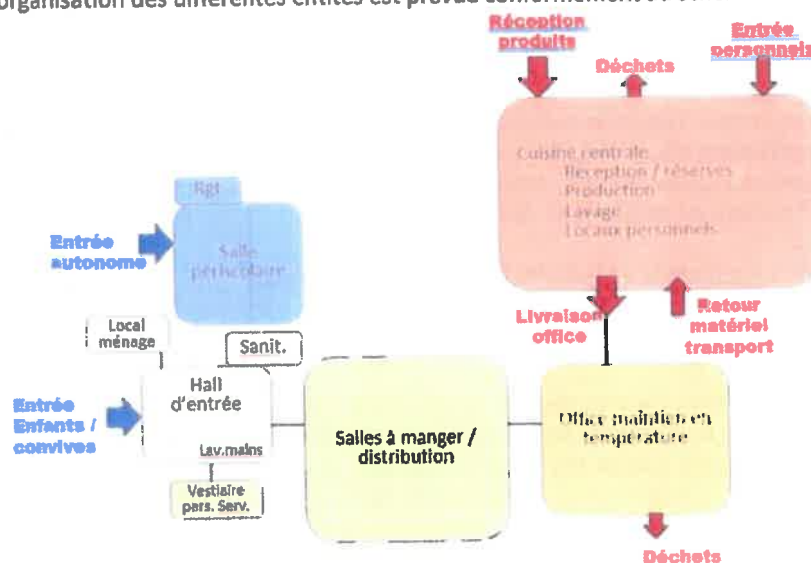 organisation des différentes entités est prévue conformément
Réception
produits
Déchets
Entrée
personnels
Cuisine centrale
Réception / réserves
Production
Lavage
Locaux personnels
Rgt
Salle
périscolaire
Entrée
autonome
Livraison
office
Retour
matériel
transport
Local
ménage
Sanit.
Hall
d'entrée
Lav.mains
Entrée
Enfants /
convives
Vestiaire
pers. Serv.
Salles à manger /
distribution
Office maintien en
température
Déchets